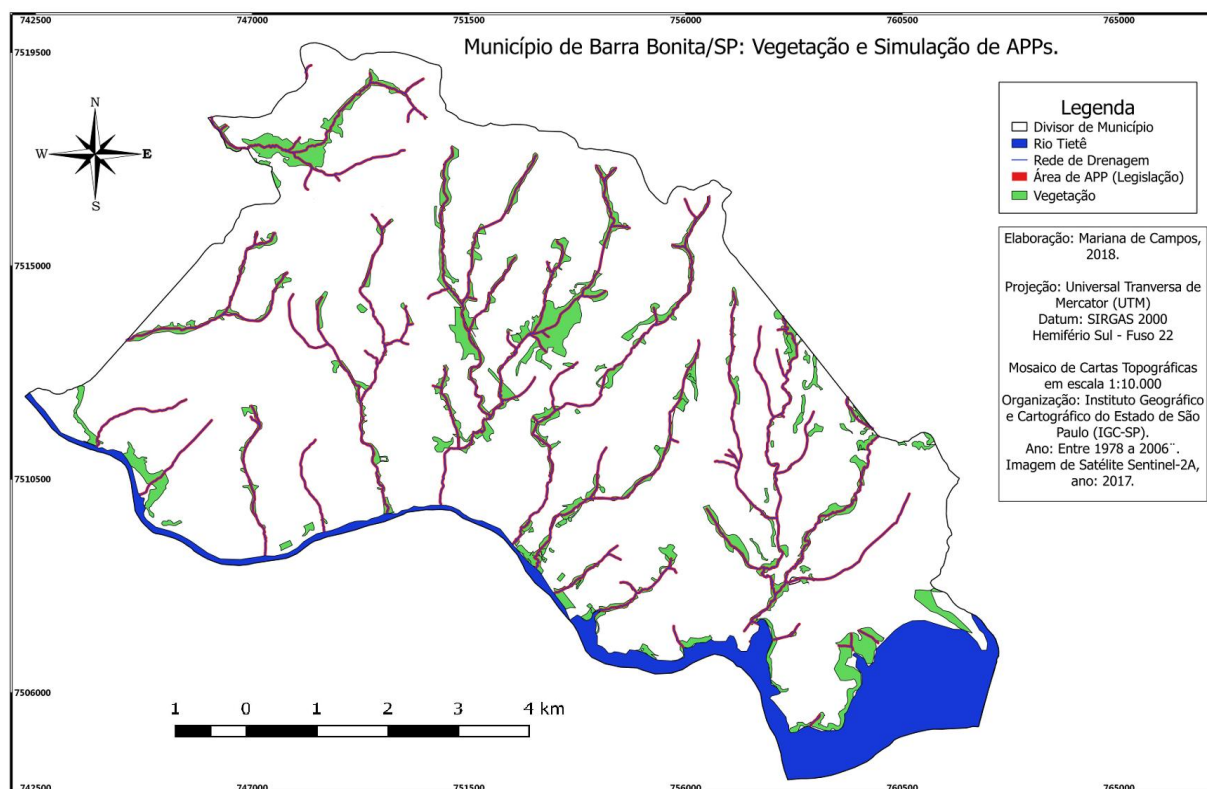 742500 747000 751500 756000 760500 765000
7519500
Município de Barra Bonita/SP: Vegetação e Simulação de APPs.
N
W E
S
Legenda
Divisor de Município
Rio Tietê
Rede de Drenagem
Área de APP (Legislação)
Vegetação
Elaboração: Mariana de Campos,
2018.
Projeção: Universal Tranversa de
Mercator (UTM)
Datum: SIRGAS 2000
Hemifério Sul - Fuso 22
Mosaico de Cartas Topográficas
em escala 1:10.000
Organização: Instituto Geográfico
e Cartográfico do Estado de São
Paulo (IGC-SP).
Ano: Entre 1978 a 2006¨.
Imagem de Satélite Sentinel-2A,
ano: 2017.
7515000
7510500
7506000
1 0 1 2 3 4 km
742500 747000 751500 756000 760500 765000